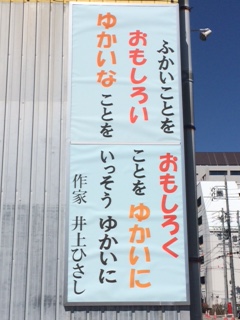 ふかいことを
おもしろく
おもしろい
ことをゆかいに
ゆかいなことを
いっそうゆかいに
作家 井上ひさし